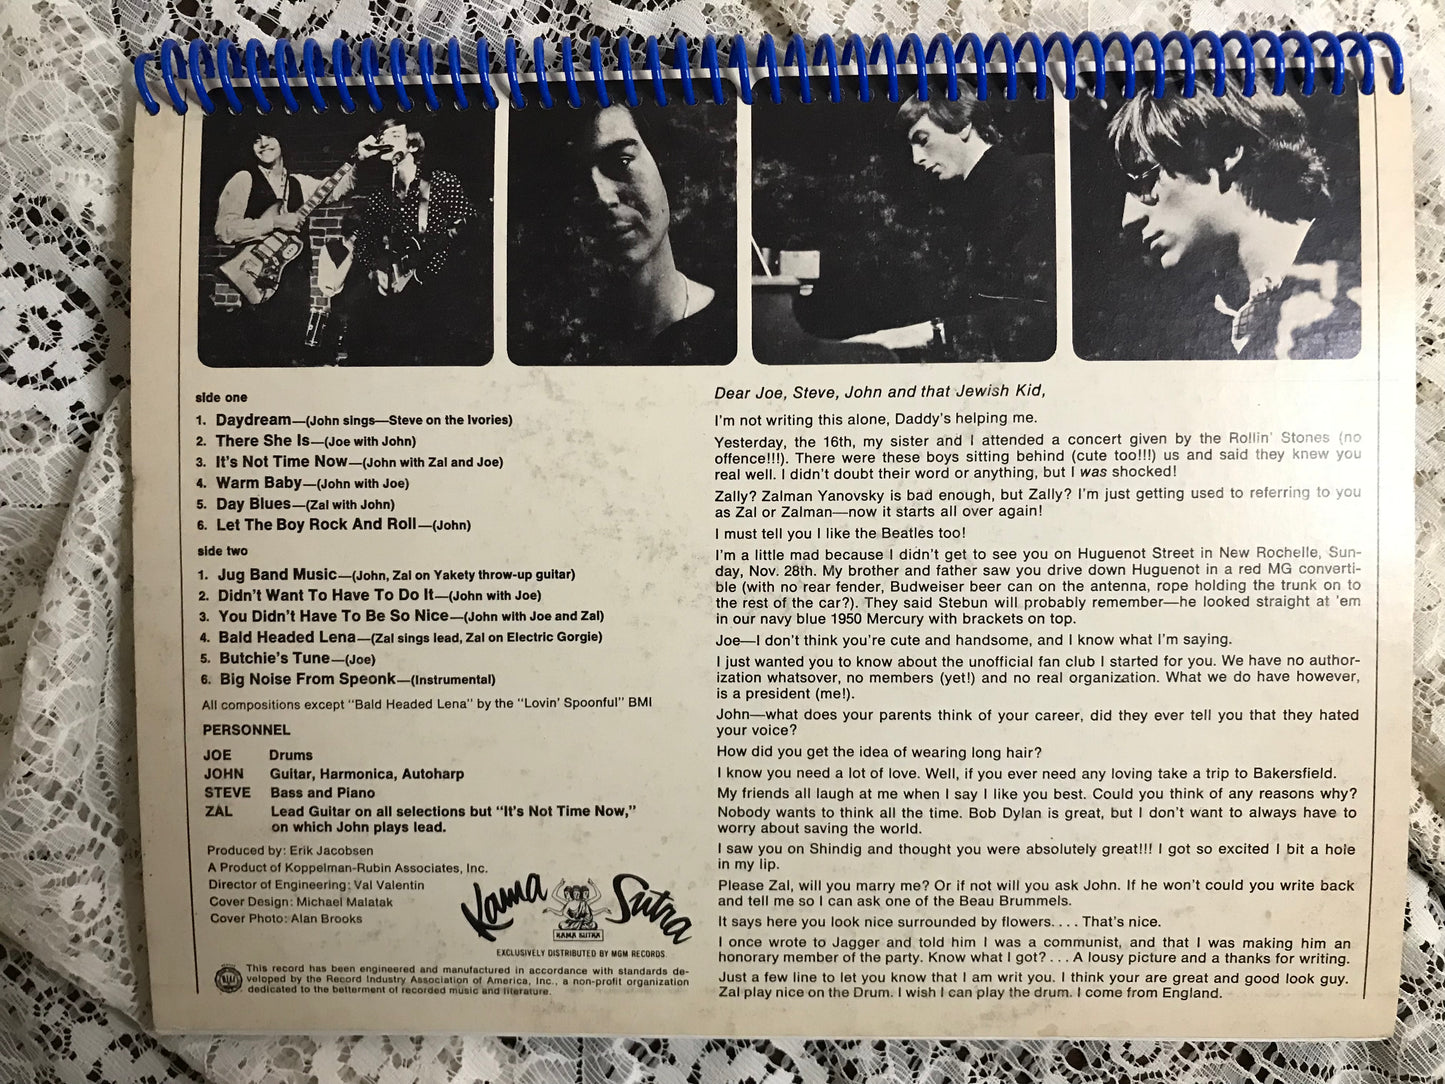 side one
1. Daydream—(John sings—Steve on the Ivories)
2. There She Is—(Joe with John)
3. It's Not Time Now—(John with Zal and Joe)
4. Warm Baby—(John with Joe)
5. Day Blues—(Zal with John)
6. Let The Boy Rock And Roll—(John)
side two
1. Jug Band Music—(John, Zal on Yakety throw-up guitar)
2. Didn't Want To Have To Do It—(John with Joe)
3. You Didn't Have To Be So Nice—(John with Joe and Zal)
4. Bald Headed Lena—(Zal sings lead, Zal on Electric Gorgie)
5. Butchie's Tune—(Joe)
6. Big Noise From Speonk—(Instrumental)
All compositions except "Bald Headed Lena" by the "Lovin' Spoonful" BMI
PERSONNEL
JOE Drums
JOHN Guitar, Harmonica, Autoharp
STEVE Bass and Piano
ZAL Lead Guitar on all selections but "It's Not Time Now,"
on which John plays lead.
Produced by: Erik Jacobsen
A Product of Koppelman-Rubin Associates, Inc.
Director of Engineering: Val Valentin
Cover Design: Michael Malatak
Cover Photo: Alan Brooks
Kama Sutra
KAMA SUTRA
EXCLUSIVELY DISTRIBUTED BY MGM RECORDS
This record has been engineered and manufactured in accordance with standards de-
veloped by the Record Industry Association of America, Inc., a non-profit organization
dedicated to the betterment of recorded music and literature.
Dear Joe, Steve, John and that Jewish Kid,
I'm not writing this alone, Daddy's helping me.
Yesterday, the 16th, my sister and I attended a concert given by the Rollin' Stones (no
offence!!!). There were these boys sitting behind (cute too!!!) us and said they knew you
real well. I didn't doubt their word or anything, but I was shocked!
Zally? Zalman Yanovsky is bad enough, but Zally? I'm just getting used to referring to you
as Zal or Zalman—now it starts all over again!
I must tell you I like the Beatles too!
I'm a little mad because I didn't get to see you on Huguenot Street in New Rochelle, Sun-
day, Nov. 28th. My brother and father saw you drive down Huguenot in a red MG converti-
ble (with no rear fender, Budweiser beer can on the antenna, rope holding the trunk on to
the rest of the car?). They said Stebun will probably remember—he looked straight at 'em
in our navy blue 1950 Mercury with brackets on top.
Joe—I don't think you're cute and handsome, and I know what I'm saying.
I just wanted you to know about the unofficial fan club I started for you. We have no author-
ization whatsover, no members (yet!) and no real organization. What we do have however,
is a president (me!).
John—what does your parents think of your career, did they ever tell you that they hated
your voice?
How did you get the idea of wearing long hair?
I know you need a lot of love. Well, if you ever need any loving take a trip to Bakersfield.
My friends all laugh at me when I say I like you best. Could you think of any reasons why?
Nobody wants to think all the time. Bob Dylan is great, but I don't want to always have to
worry about saving the world.
I saw you on Shindig and thought you were absolutely great!!! I got so excited I bit a hole
in my lip.
Please Zal, will you marry me? Or if not will you ask John. If he won't could you write back
and tell me so I can ask one of the Beau Brummels.
It says here you look nice surrounded by flowers. . . . That's nice.
I once wrote to Jagger and told him I was a communist, and that I was making him an
honorary member of the party. Know what I got? . . . A lousy picture and a thanks for writing.
Just a few line to let you know that I am writ you. I think your are great and good look guy.
Zal play nice on the Drum. I wish I can play the drum. I come from England.